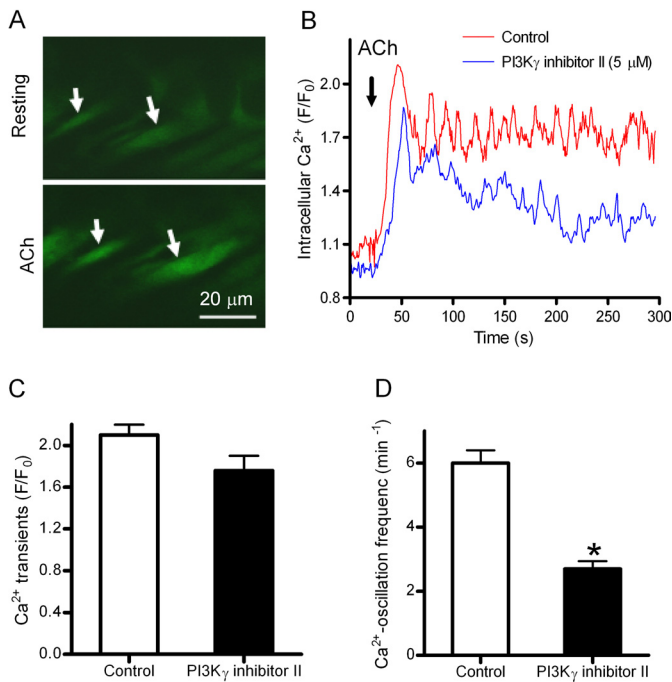 A
Resting
ACh
20 μm
B
ACh
Control
PI3Kγ inhibitor II (5 μM)
Intracellular Ca²⁺ (F/F₀)
2.0
1.7
1.4
1.1
0.8
0 50 100 150 200 250 300
Time (s)
C
Ca²⁺ transients (F/F₀)
2.0
1.6
1.2
0.8
0.4
0.0
Control PI3Kγ inhibitor II
D
Ca²⁺-oscillation frequenc (min⁻¹)
6
4
2
0
*
Control PI3Kγ inhibitor II